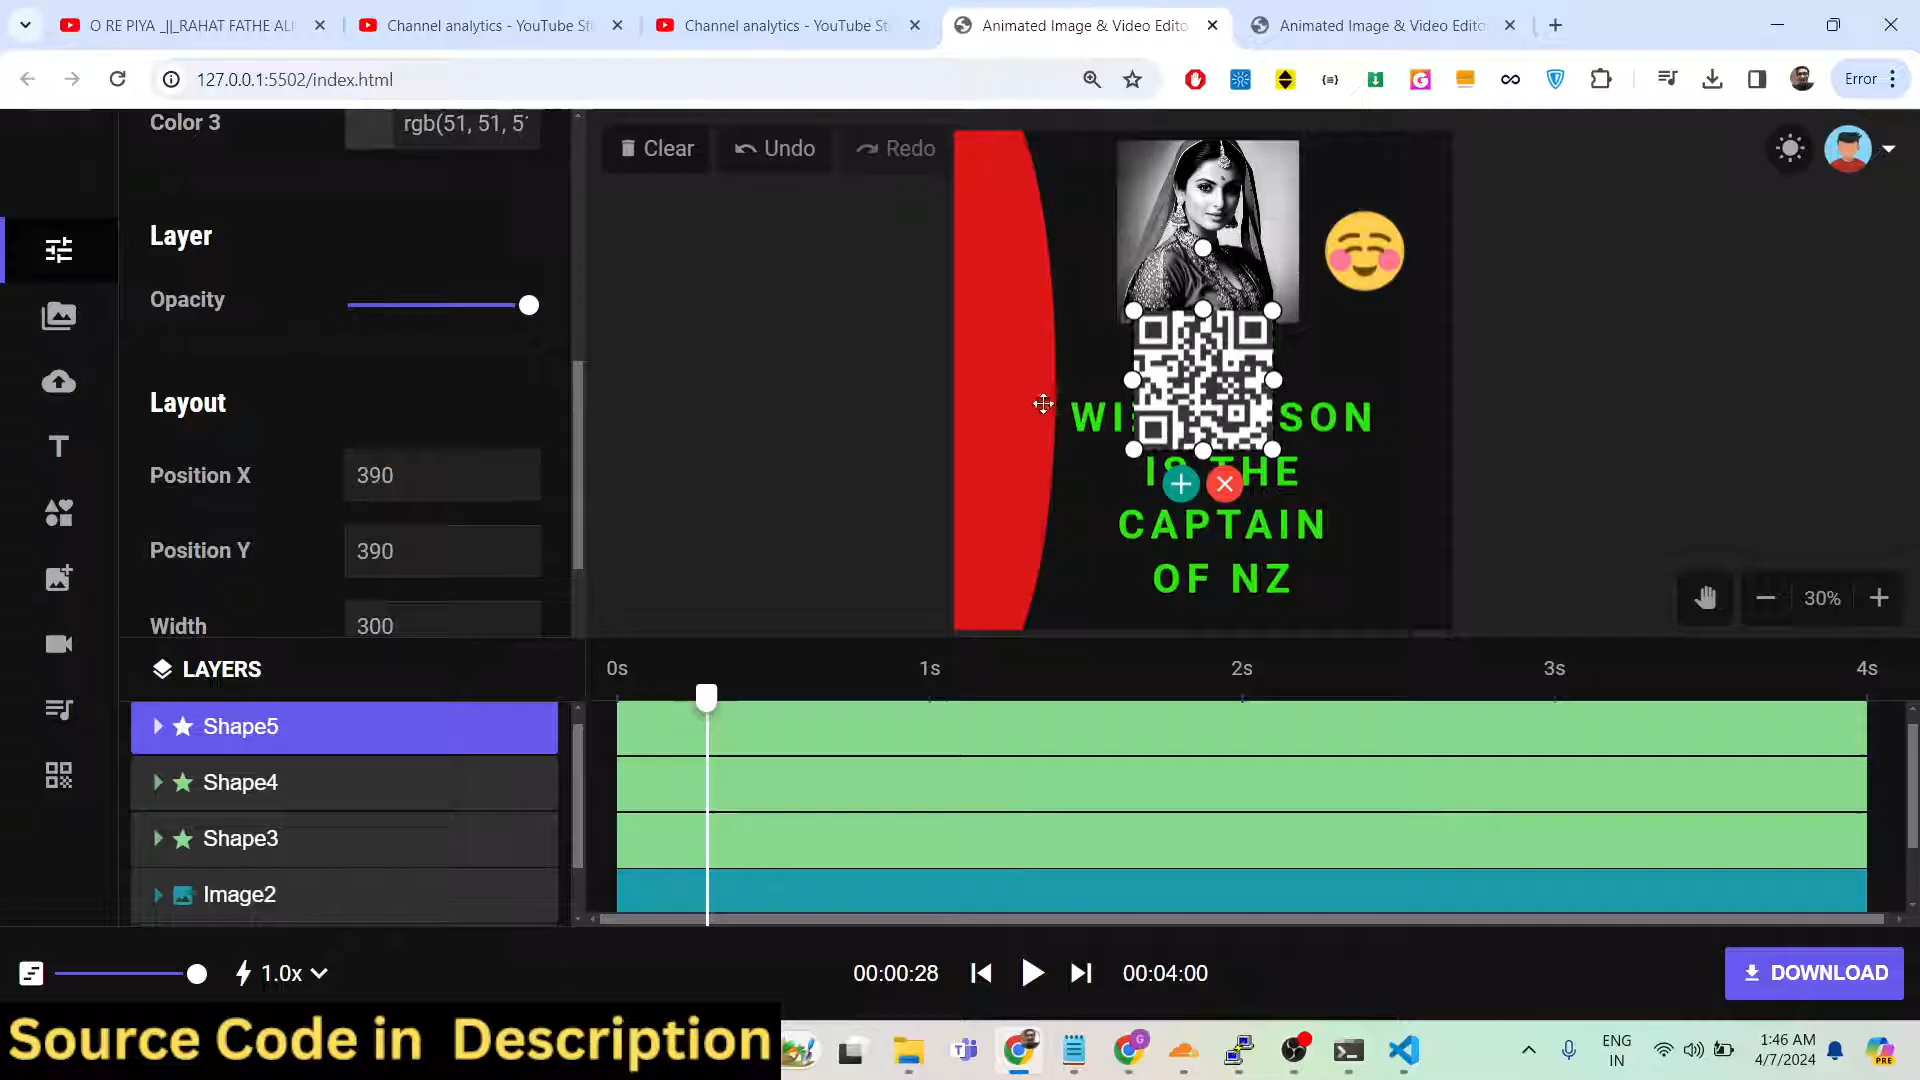 O RE PIYA _||_RAHAT FATHE ALI
Channel analytics - YouTube St
Channel analytics - YouTube St
Animated Image & Video Edito
Animated Image & Video Edito
127.0.0.1:5502/index.html
Error
Color 3
rgb(51, 51, 5
Clear
Undo
Redo
Layer
Opacity
Layout
Position X
390
Position Y
390
Width
300
WI SON
IS THE
CAPTAIN
OF NZ
30%
LAYERS
0s
1s
2s
3s
4s
Shape5
Shape4
Shape3
Image2
1.0x
00:00:28
00:04:00
DOWNLOAD
Source Code in Description
ENG
IN
1:46 AM
4/7/2024
PRE